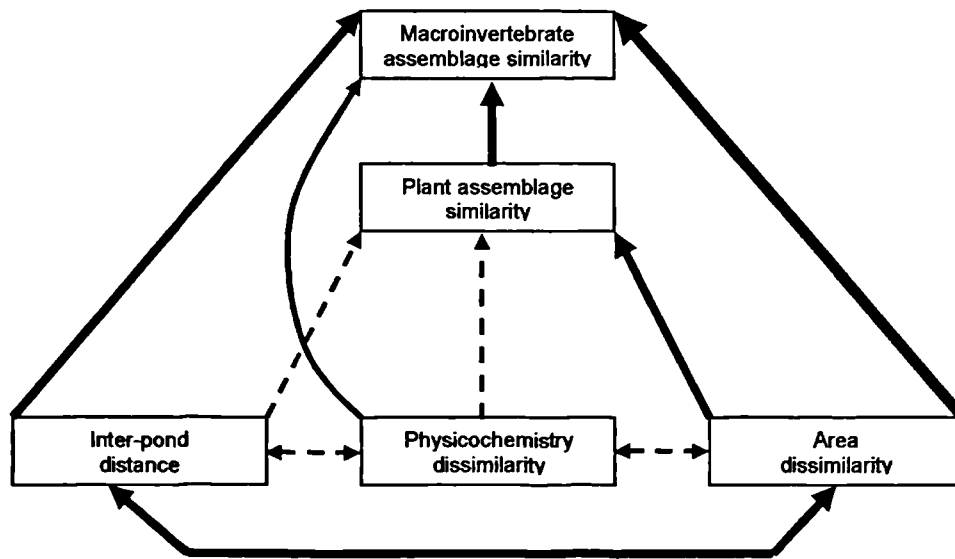 Macroinvertebrate
assemblage similarity
Plant assemblage
similarity
Inter-pond
distance
Physicochemistry
dissimilarity
Area
dissimilarity